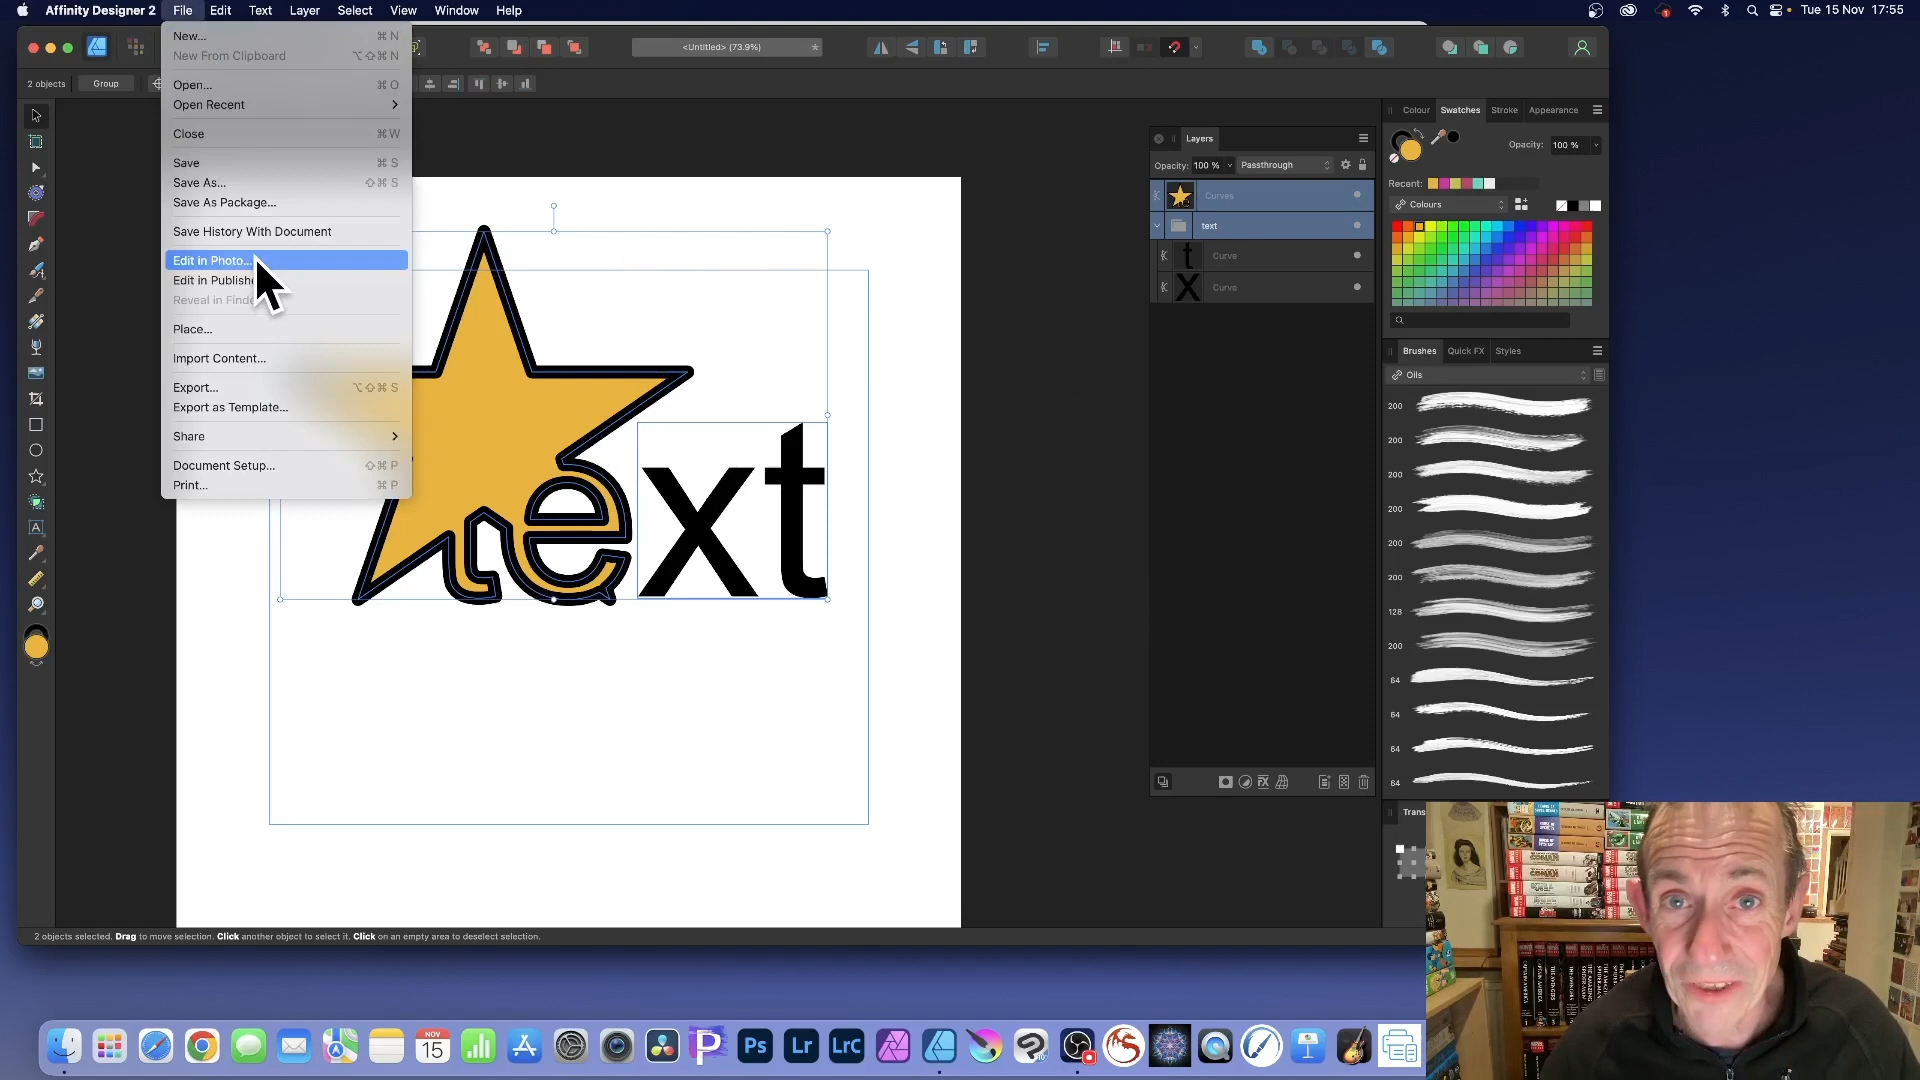 Affinity Designer 2 File Edit Text Layer Select View Window Help Tue 15 Nov 17:55
New... ⌘ N
New From Clipboard ⌥⇧⌘ N
Open... ⌘ O
Open Recent
Close ⌘ W
Save ⌘ S
Save As... ⇧⌘ S
Save As Package...
Save History With Document
Edit in Photo...
Edit in Publishe
Reveal in Finde
Place...
Import Content...
Export... ⌥⇧⌘ S
Export as Template...
Share
Document Setup... ⇧⌘ P
Print... ⌘ P
<Untitled> (73.9%)
2 objects Group
text
Layers
Opacity: 100 % Passthrough
Curves
text
Curve
Curve
Colour Swatches Stroke Appearance
Opacity: 100 %
Recent:
Colours
Brushes Quick FX Styles
Oils
200
200
200
200
200
200
128
200
64
64
64
64
Trans
2 objects selected. Drag to move selection. Click another object to select it. Click on an empty area to deselect selection.
NOV
15
Ps Lr LrC